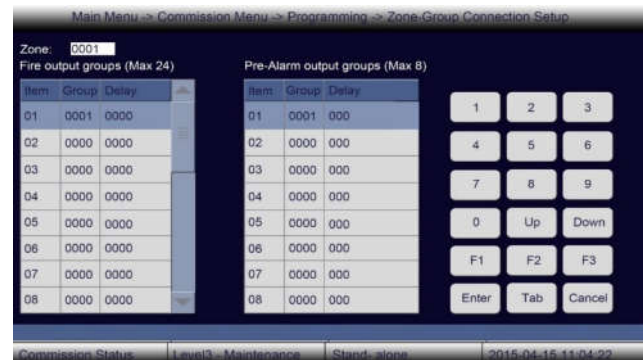 Main Menu -> Commission Menu -> Programming -> Zone-Group Connection Setup
Zone: 0001
Fire output groups (Max 24) Pre-Alarm output groups (Max 8)
Item Group Delay Item Group Delay
01 0001 0000 01 0001 000
02 0000 0000 02 0000 000
03 0000 0000 03 0000 000
04 0000 0000 04 0000 000
05 0000 0000 05 0000 000
06 0000 0000 06 0000 000
07 0000 0000 07 0000 000
08 0000 0000 08 0000 000
1 2 3
4 5 6
7 8 9
0 Up Down
F1 F2 F3
Enter Tab Cancel
Commission Status Level3 - Maintenance Stand- alone 2015-04-15 11:04:22